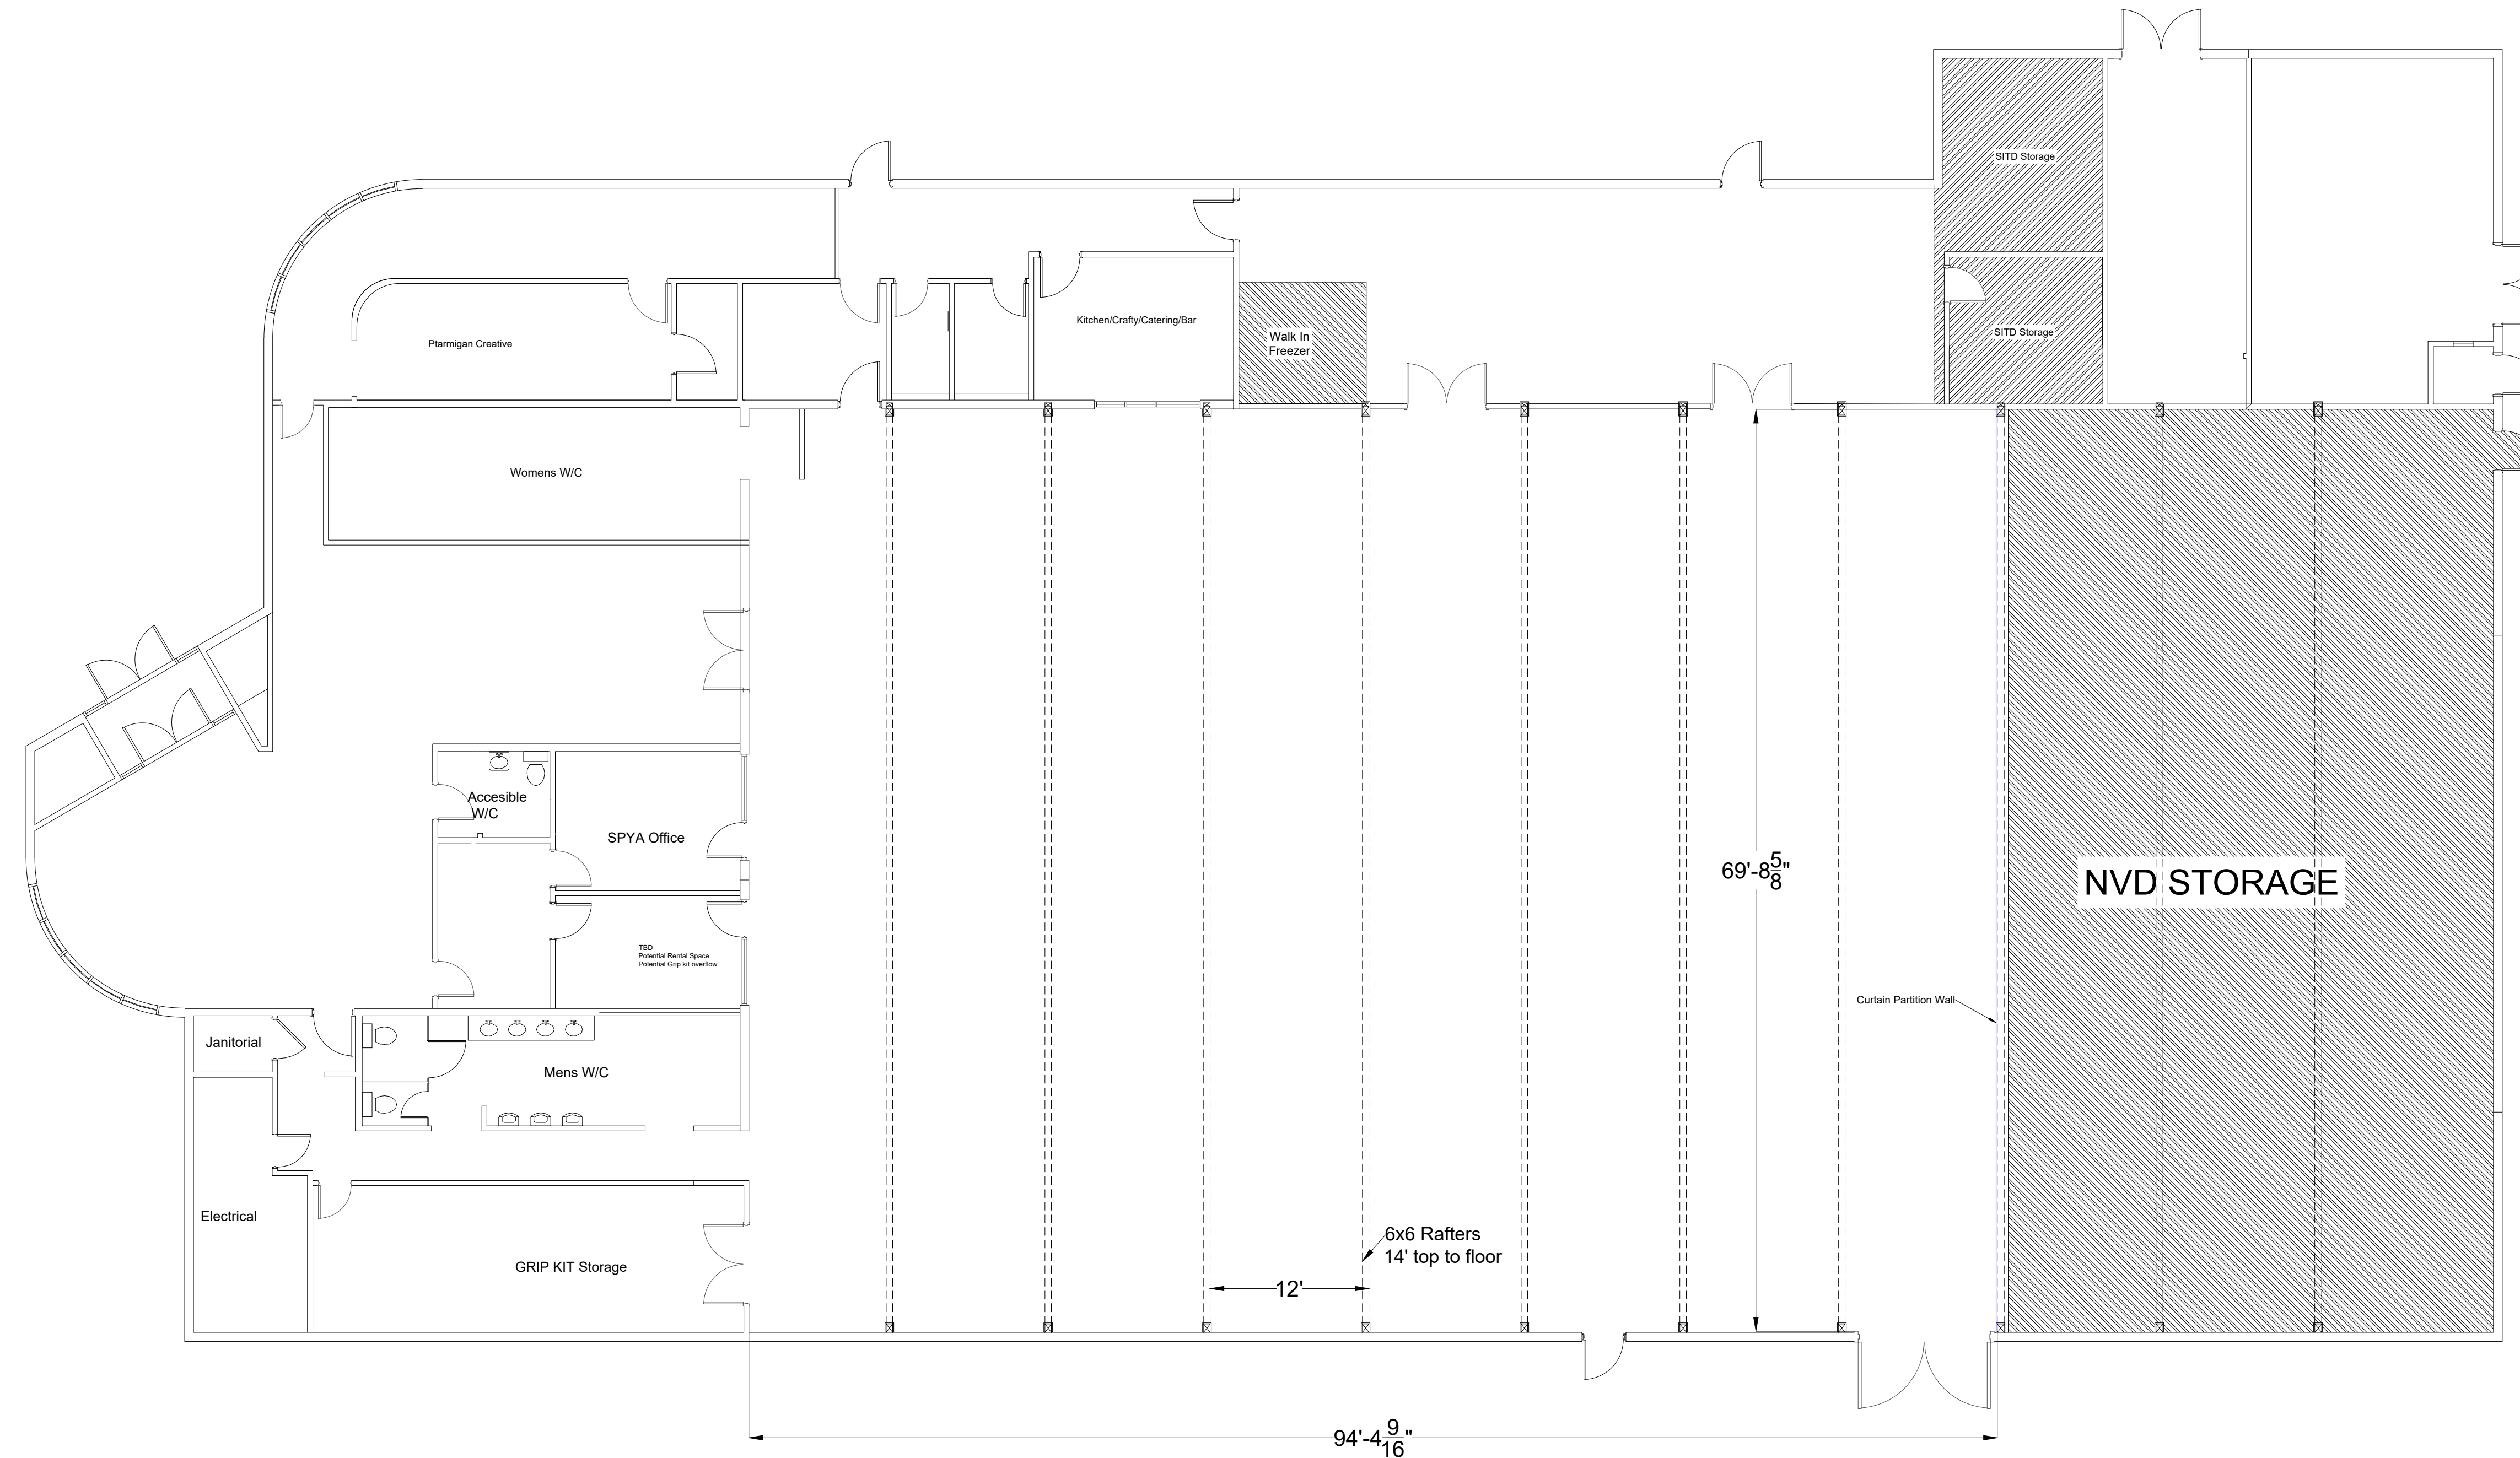 SITD Storage
Kitchen/Crafty/Catering/Bar
Walk In
Freezer
SITD Storage
Ptarmigan Creative
Womens W/C
Accesible
W/C
SPYA Office
69'-8 5/8"
NVD STORAGE
TBD
Potential Rental Space
Potential Grip kit overflow
Curtain Partition Wall
Janitorial
Mens W/C
Electrical
6x6 Rafters
14' top to floor
GRIP KIT Storage
12'
94'-4 9/16"